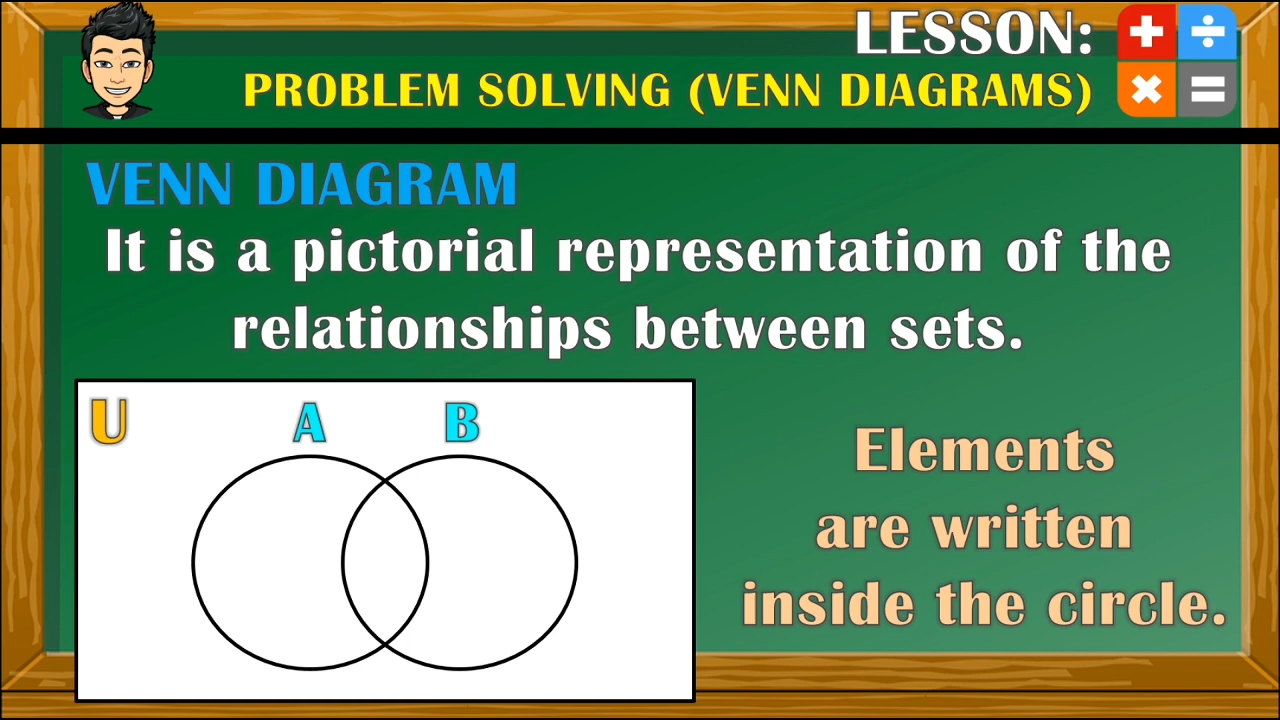 LESSON:
PROBLEM SOLVING (VENN DIAGRAMS)
VENN DIAGRAM
It is a pictorial representation of the
relationships between sets.
U
A
B
Elements
are written
inside the circle.